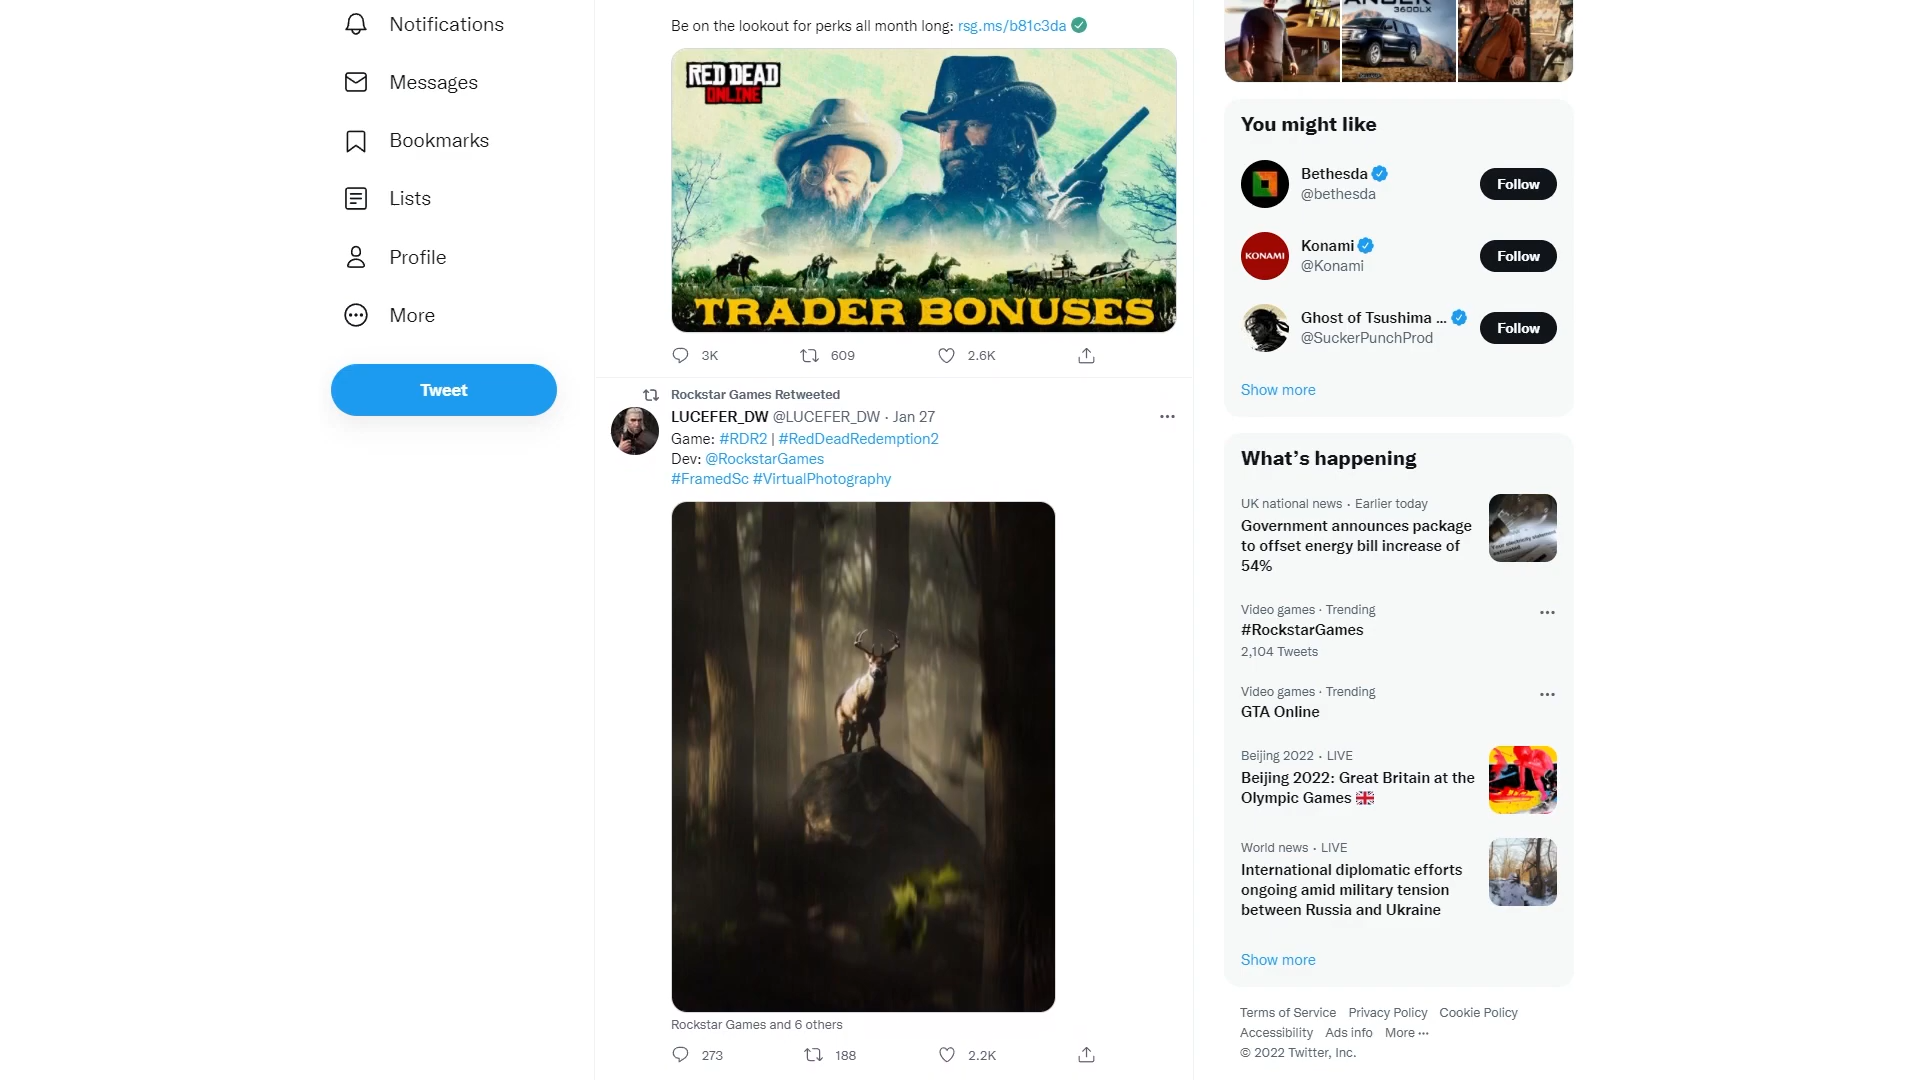 Notifications
Messages
Bookmarks
Lists
Profile
More
Tweet
Be on the lookout for perks all month long: rsg.ms/b81c3da
RED DEAD
ONLINE
TRADER BONUSES
3K 609 2.6K
Rockstar Games Retweeted
LUCEFER_DW @LUCEFER_DW · Jan 27
Game: #RDR2 | #RedDeadRedemption2
Dev: @RockstarGames
#FramedSc #VirtualPhotography
Rockstar Games and 6 others
273 188 2.2K
3600LX
You might like
Bethesda
@bethesda
Follow
KONAMI
Konami
@Konami
Follow
Ghost of Tsushima ...
@SuckerPunchProd
Follow
Show more
What's happening
UK national news · Earlier today
Government announces package
to offset energy bill increase of
54%
Video games · Trending
#RockstarGames
2,104 Tweets
Video games · Trending
GTA Online
Beijing 2022 · LIVE
Beijing 2022: Great Britain at the
Olympic Games 🇬🇧
World news · LIVE
International diplomatic efforts
ongoing amid military tension
between Russia and Ukraine
Show more
Terms of Service Privacy Policy Cookie Policy
Accessibility Ads info More ···
© 2022 Twitter, Inc.